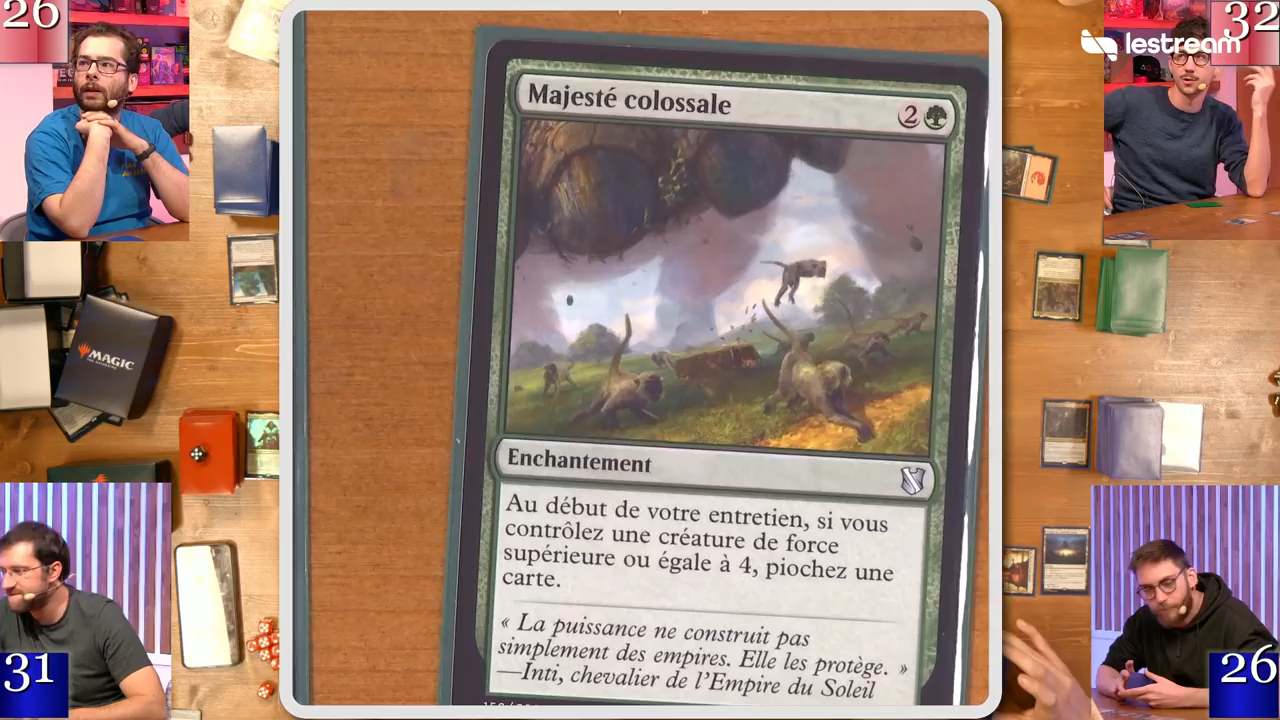 26
32
lestream
Majesté colossale
2
Enchantement
Au début de votre entretien, si vous
contrôlez une créature de force
supérieure ou égale à 4, piochez une
carte.
« La puissance ne construit pas
simplement des empires. Elle les protège. »
—Inti, chevalier de l'Empire du Soleil
MAGIC
31
26